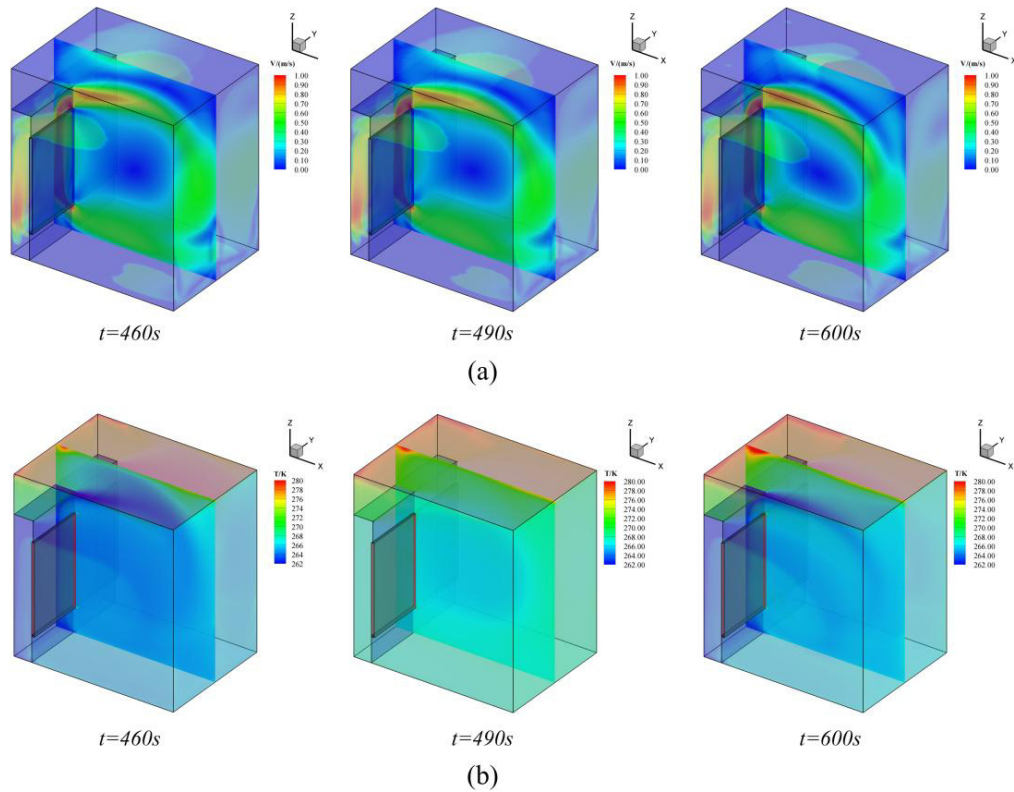 Z
Y
X
V/(m/s)
1.00
0.90
0.80
0.70
0.60
0.50
0.40
0.30
0.20
0.10
0.00
t=460s
Z
Y
X
V/(m/s)
1.00
0.90
0.80
0.70
0.60
0.50
0.40
0.30
0.20
0.10
0.00
t=490s
Z
Y
X
V/(m/s)
1.00
0.90
0.80
0.70
0.60
0.50
0.40
0.30
0.20
0.10
0.00
t=600s
(a)
Z
Y
X
T/K
280
278
276
274
272
270
268
266
264
262
t=460s
Z
Y
X
T/K
280.00
278.00
276.00
274.00
272.00
270.00
268.00
266.00
264.00
262.00
t=490s
Z
Y
X
T/K
280.00
278.00
276.00
274.00
272.00
270.00
268.00
266.00
264.00
262.00
t=600s
(b)